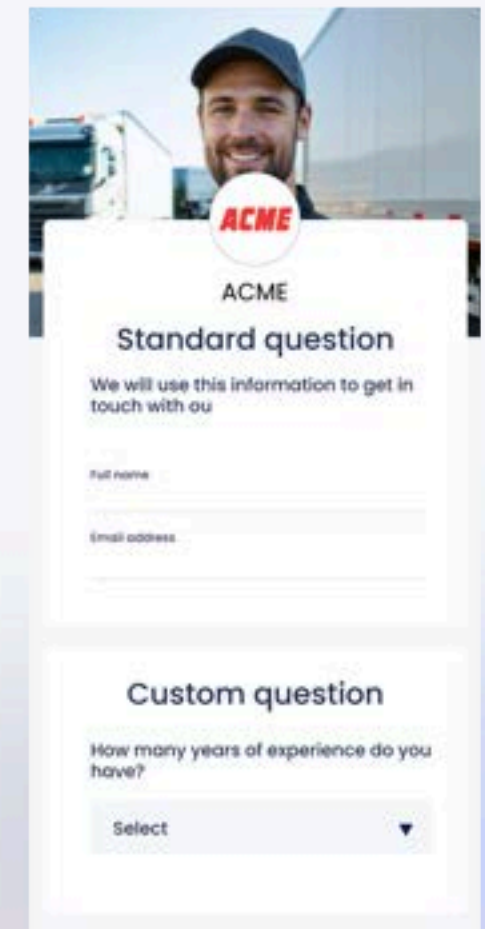 ACME
ACME
Standard question
We will use this information to get in
touch with ou
Full name
Email address
Custom question
How many years of experience do you
have?
Select